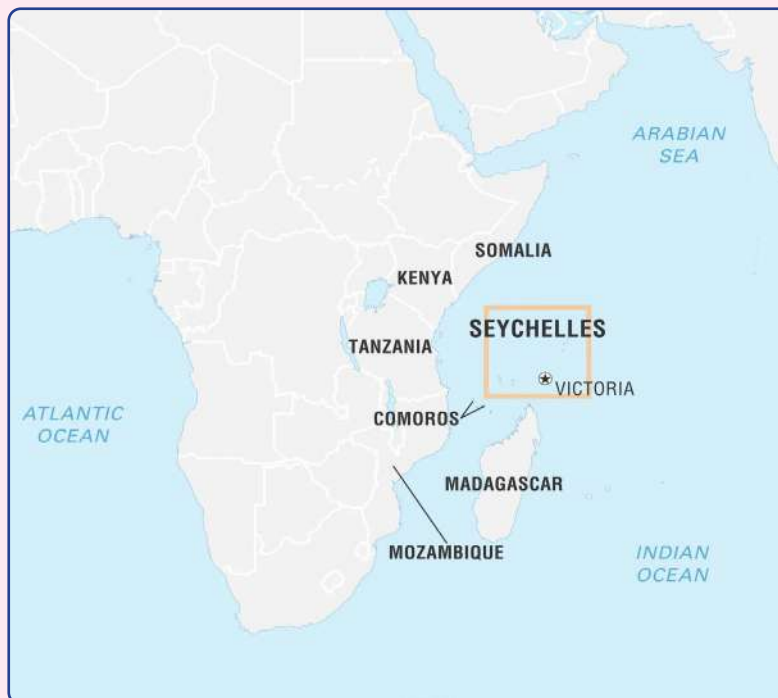 ARABIAN
SEA
SOMALIA
KENYA
SEYCHELLES
TANZANIA
VICTORIA
ATLANTIC
OCEAN
COMOROS
MADAGASCAR
MOZAMBIQUE
INDIAN
OCEAN